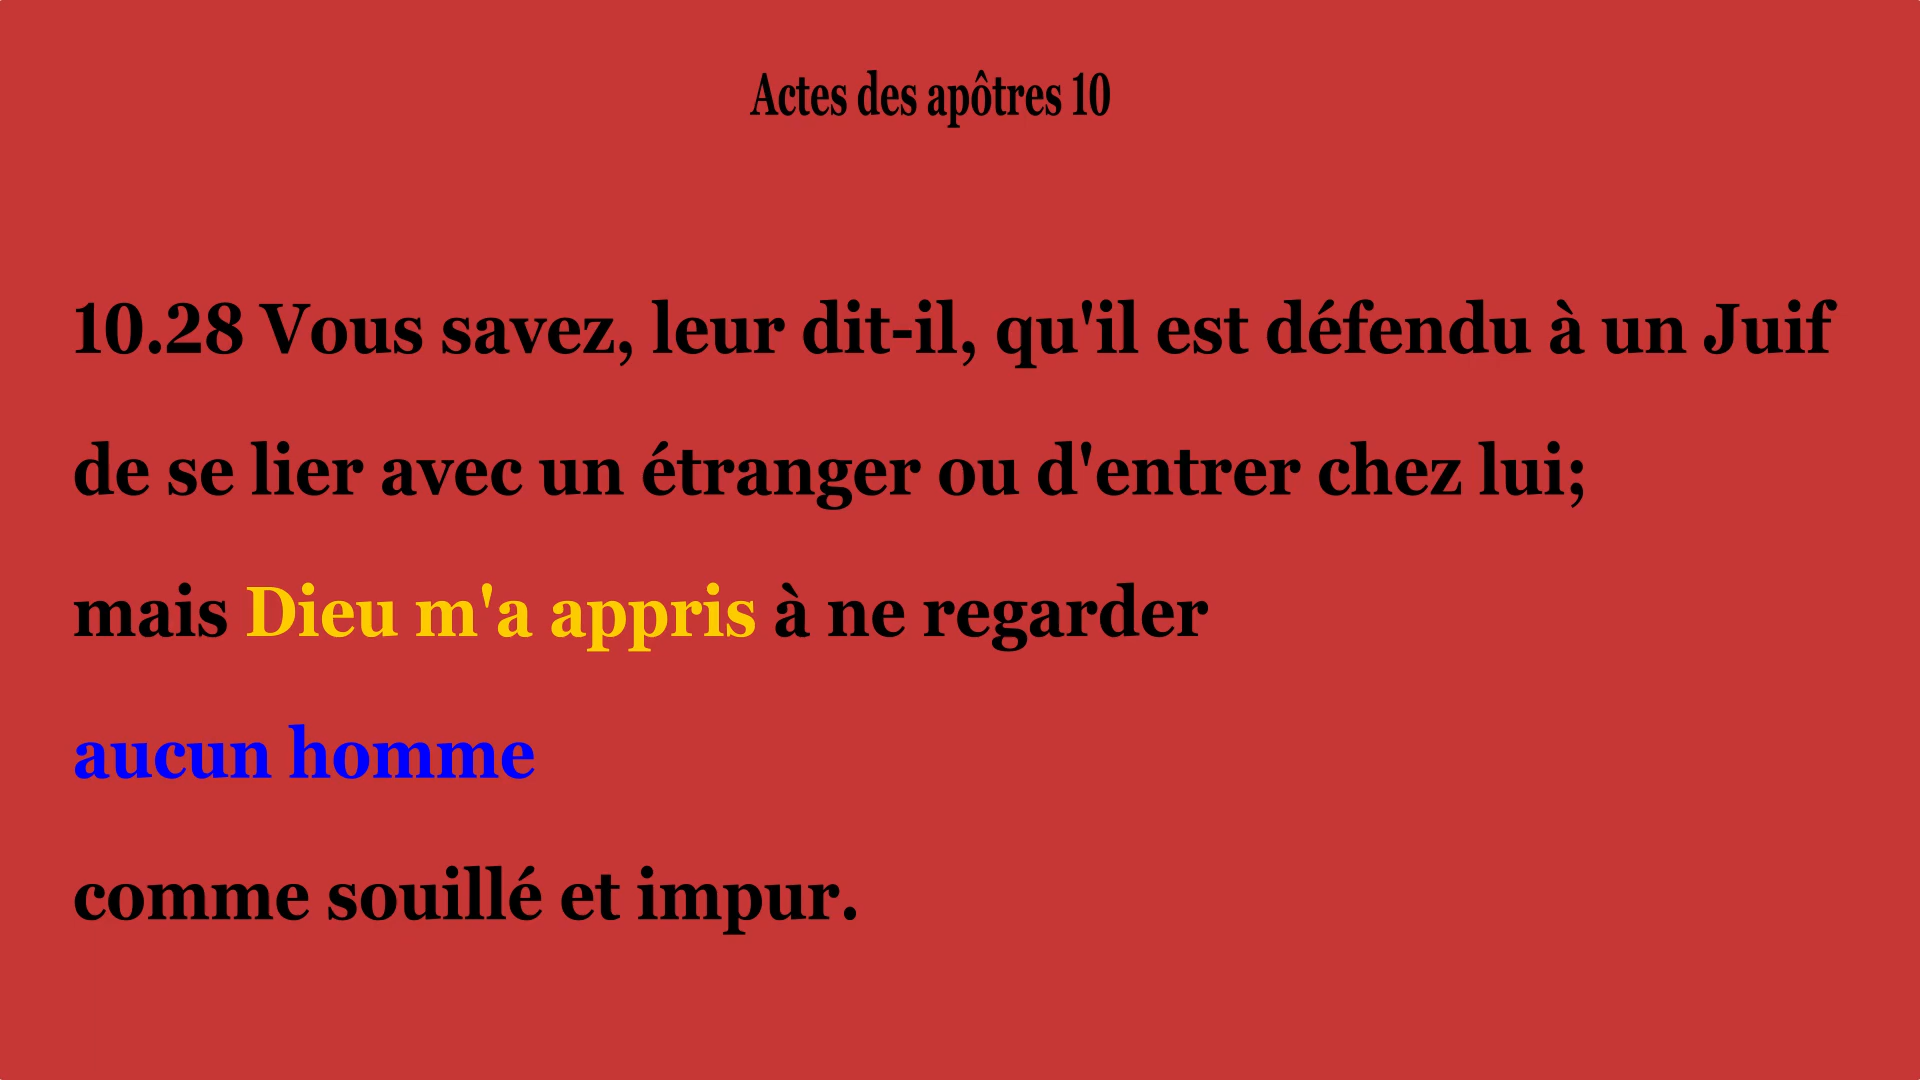 Actes des apôtres 10
10.28 Vous savez, leur dit-il, qu'il est défendu à un Juif
de se lier avec un étranger ou d'entrer chez lui;
mais Dieu m'a appris à ne regarder
aucun homme
comme souillé et impur.